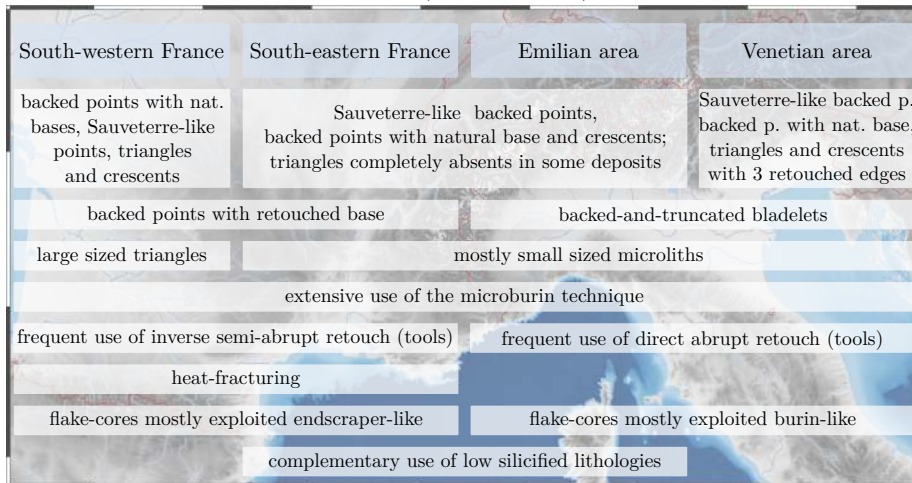 South-western France
South-eastern France
Emilian area
Venetian area
backed points with nat.
bases, Sauveterre-like
points, triangles
and crescents
Sauveterre-like backed points,
backed points with natural base and crescents;
triangles completely absents in some deposits
Sauveterre-like backed p.
backed p. with nat. base,
triangles and crescents
with 3 retouched edges
backed points with retouched base
backed-and-truncated bladelets
large sized triangles
mostly small sized microliths
extensive use of the microburin technique
frequent use of inverse semi-abrupt retouch (tools)
frequent use of direct abrupt retouch (tools)
heat-fracturing
flake-cores mostly exploited endscraper-like
flake-cores mostly exploited burin-like
complementary use of low silicified lithologies